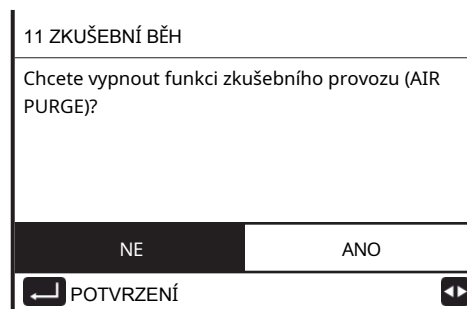 11 ZKUŠEBNÍ BĚH
Chcete vypnout funkci zkušebního provozu (AIR
PURGE)?
NE ANO
POTVRZENÍ